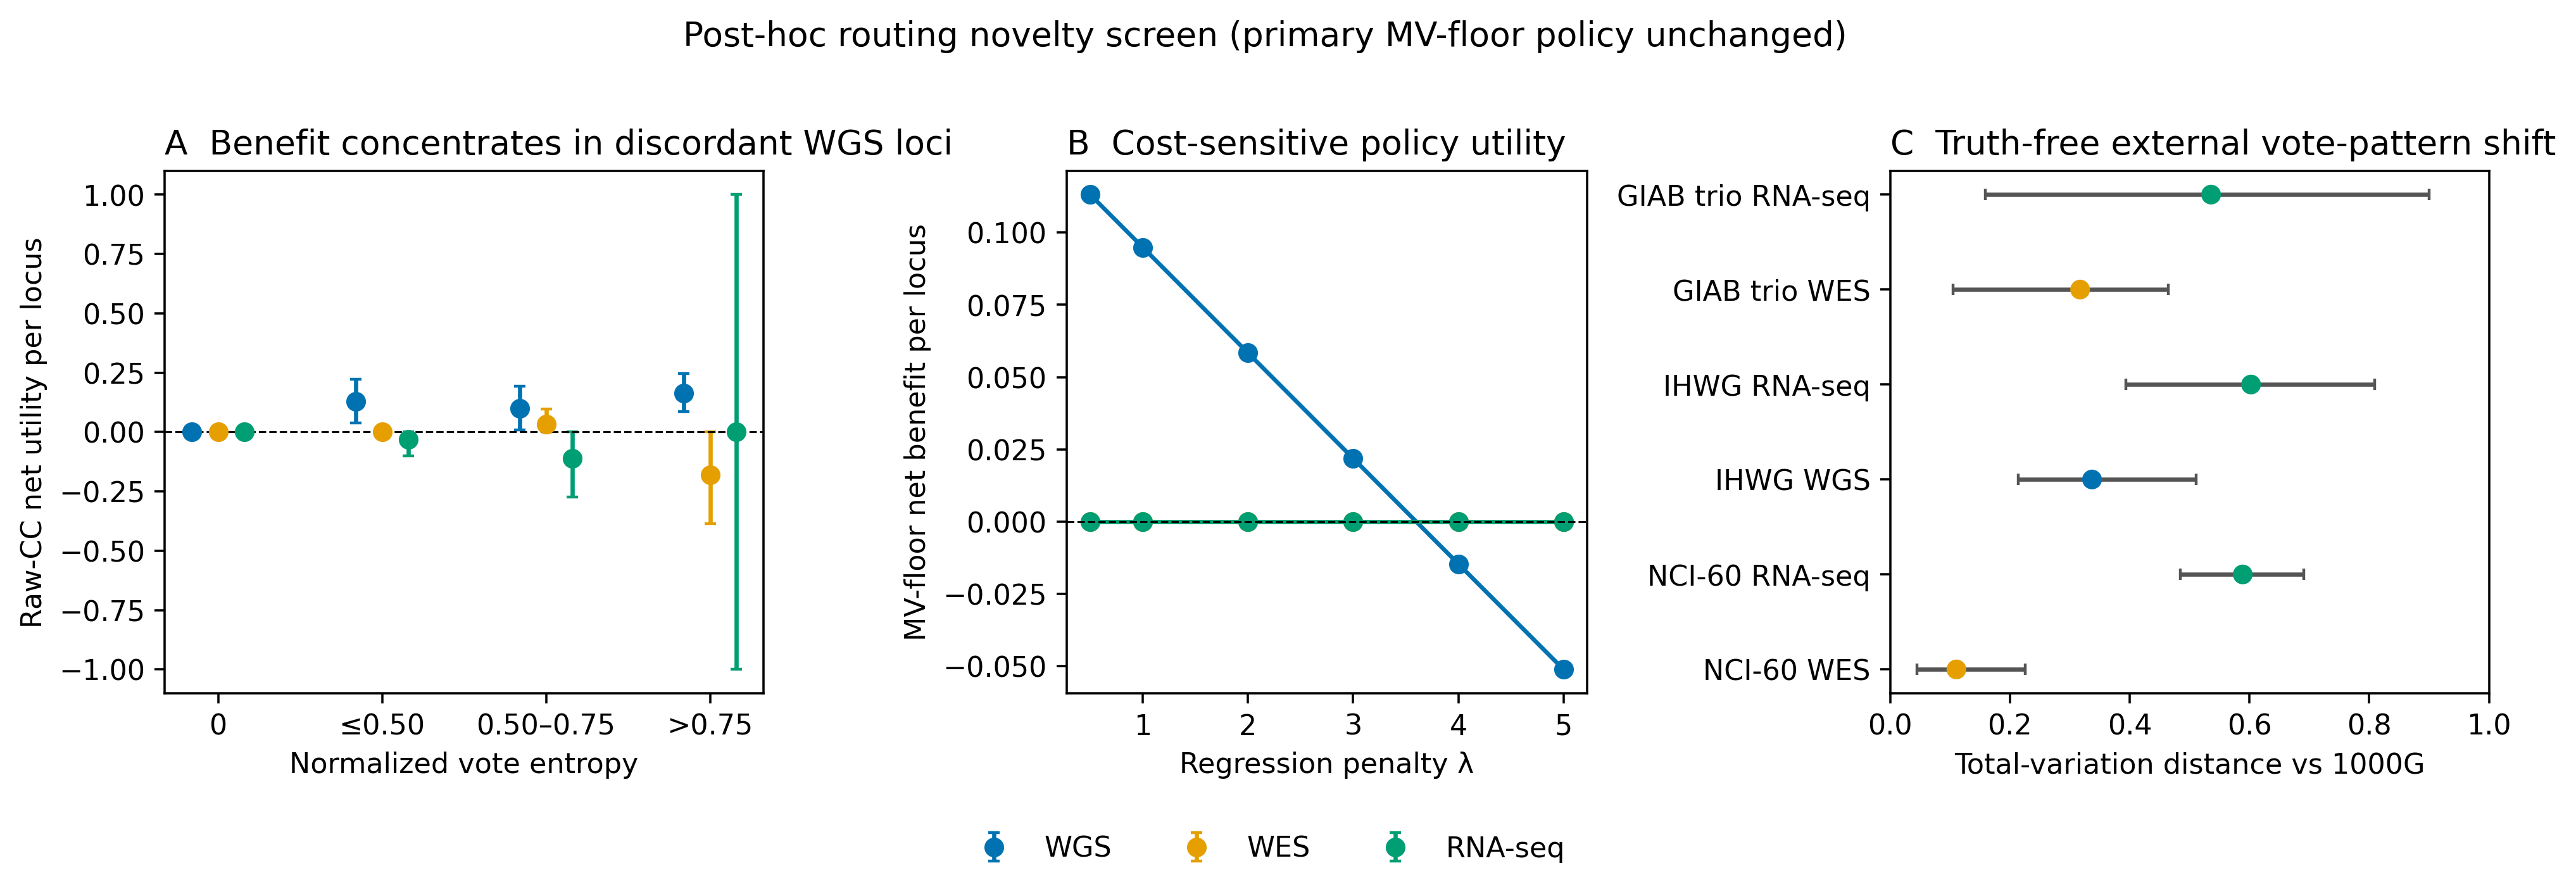 Post-hoc routing novelty screen (primary MV-floor policy unchanged)
A Benefit concentrates in discordant WGS loci
Raw-CC net utility per locus
1.00
0.75
0.50
0.25
0.00
−0.25
−0.50
−0.75
−1.00
0
≤0.50
0.50–0.75
>0.75
Normalized vote entropy
B Cost-sensitive policy utility
MV-floor net benefit per locus
0.100
0.075
0.050
0.025
0.000
−0.025
−0.050
1
2
3
4
5
Regression penalty λ
C Truth-free external vote-pattern shift
GIAB trio RNA-seq
GIAB trio WES
IHWG RNA-seq
IHWG WGS
NCI-60 RNA-seq
NCI-60 WES
0.0
0.2
0.4
0.6
0.8
1.0
Total-variation distance vs 1000G
WGS
WES
RNA-seq